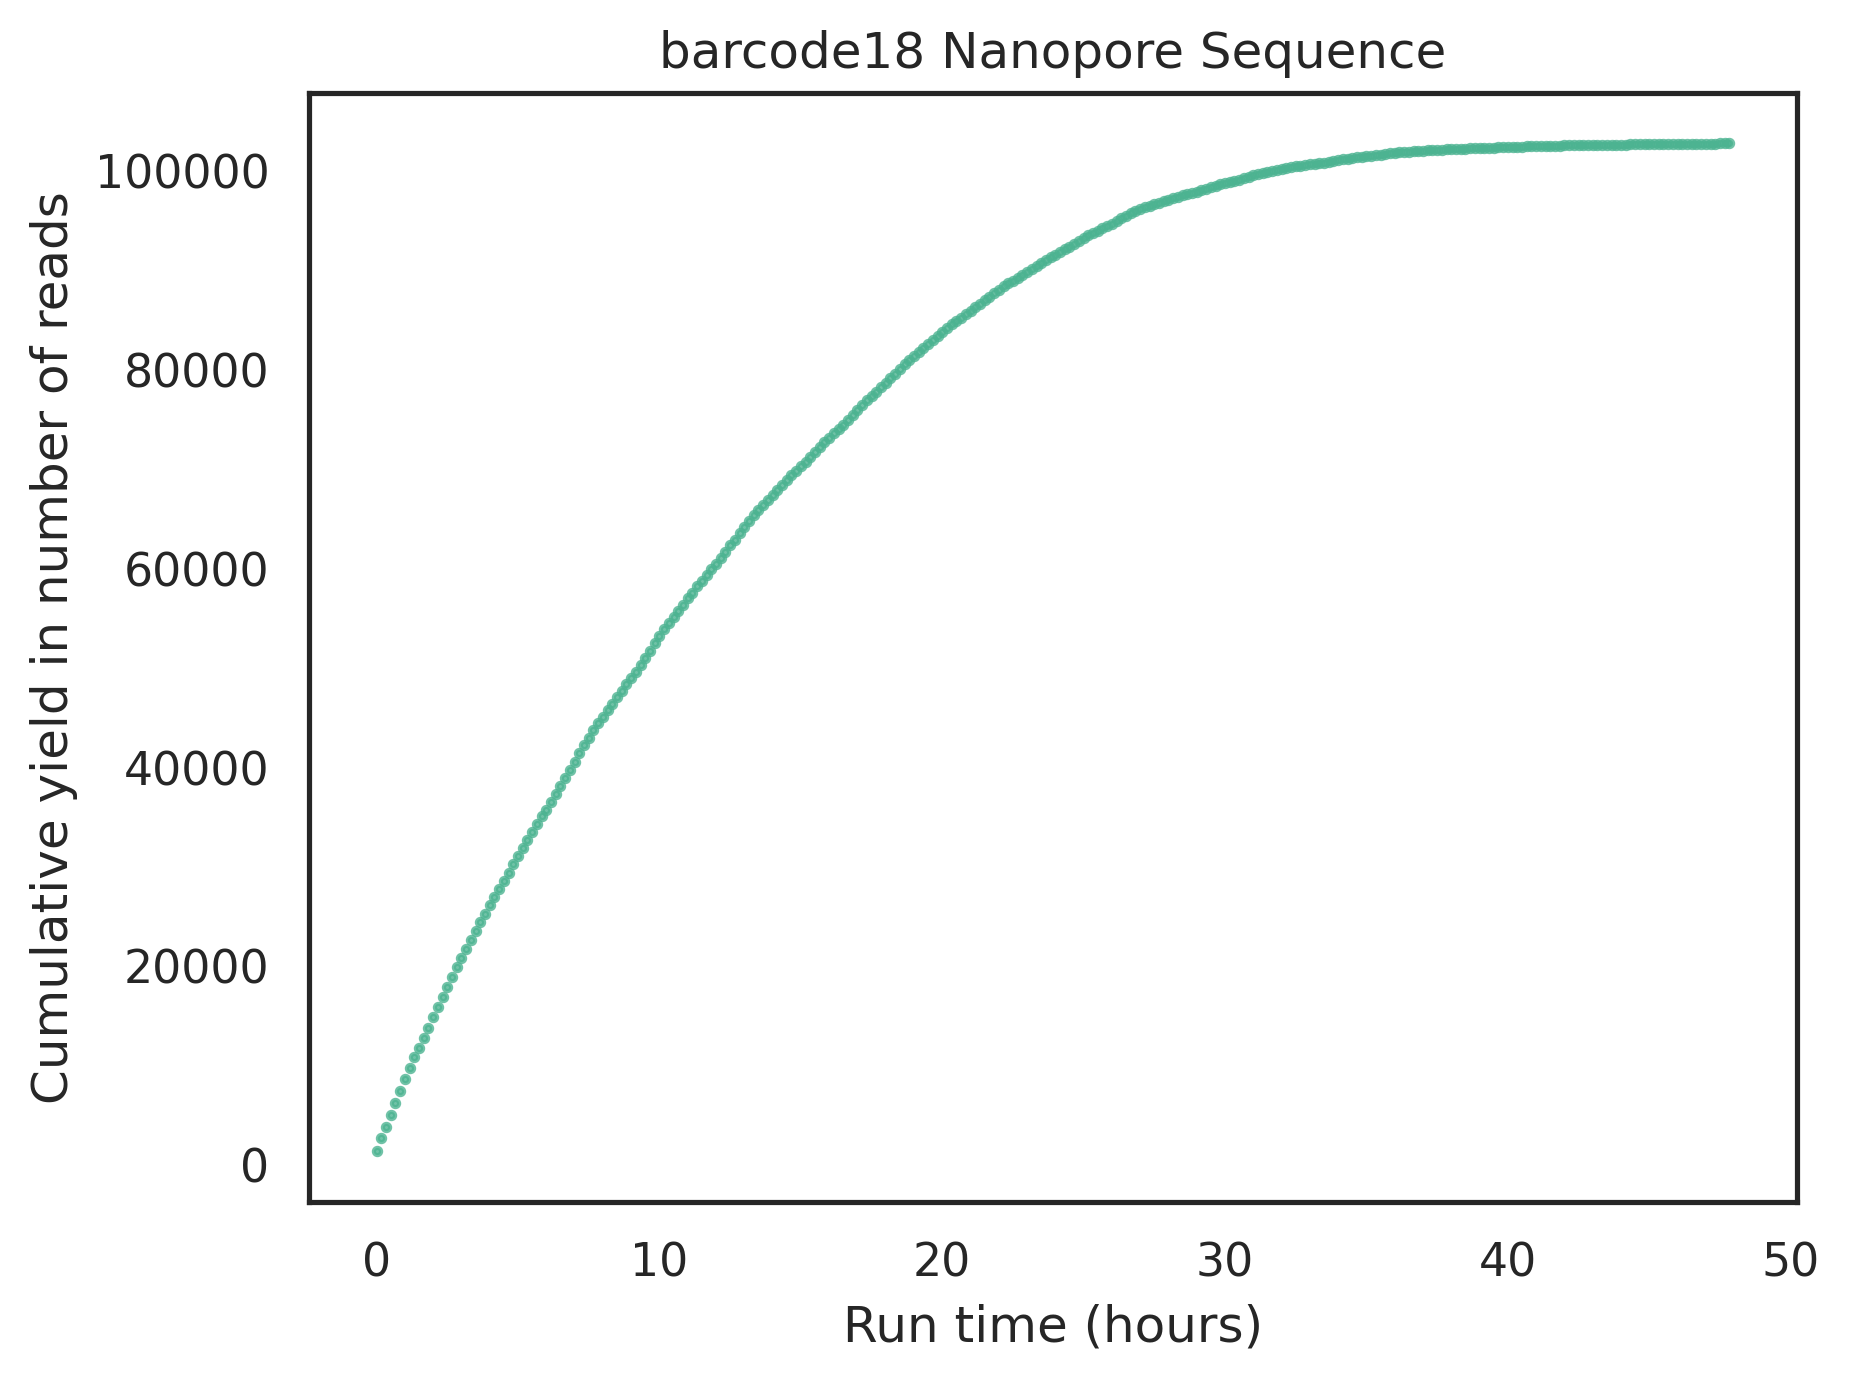 barcode18 Nanopore Sequence
Cumulative yield in number of reads
100000
80000
60000
40000
20000
0
0 10 20 30 40 50
Run time (hours)